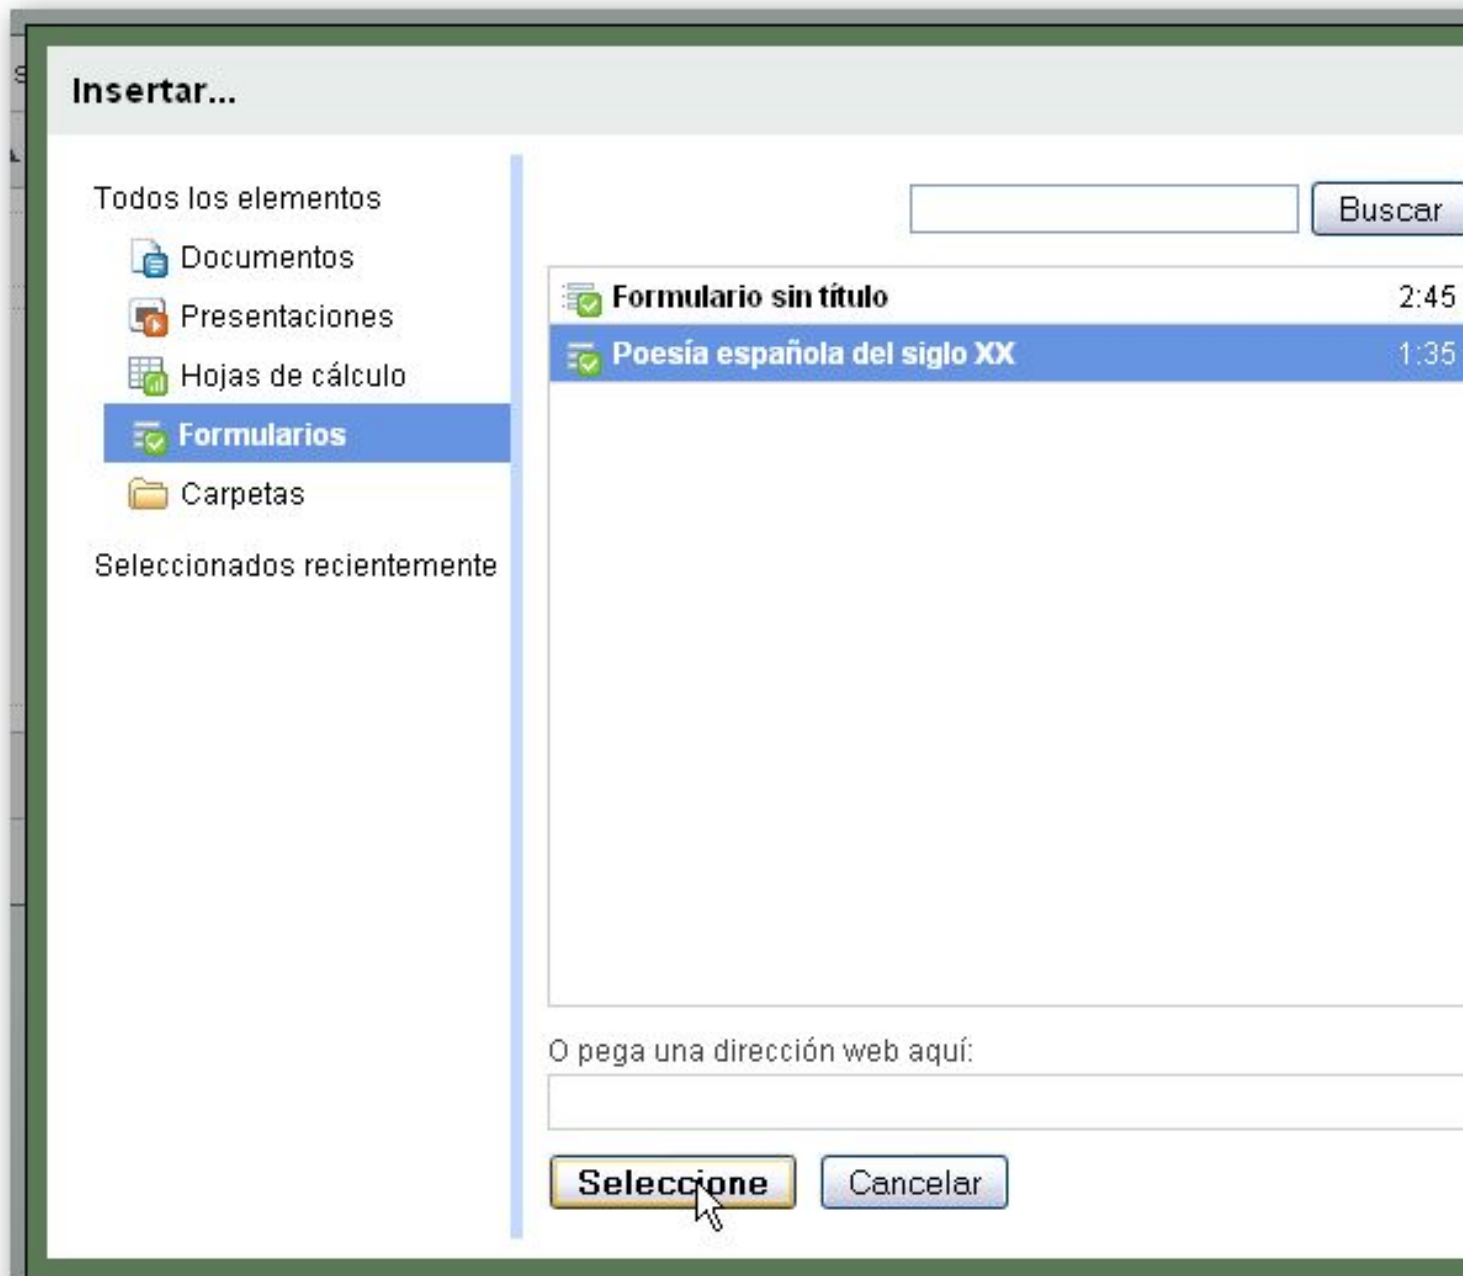 Insertar...
Todos los elementos
Documentos
Presentaciones
Hojas de cálculo
Formularios
Carpetas
Seleccionados recientemente
Buscar
Formulario sin título 2:45
Poesía española del siglo XX 1:35
O pega una dirección web aquí:
Seleccione Cancelar